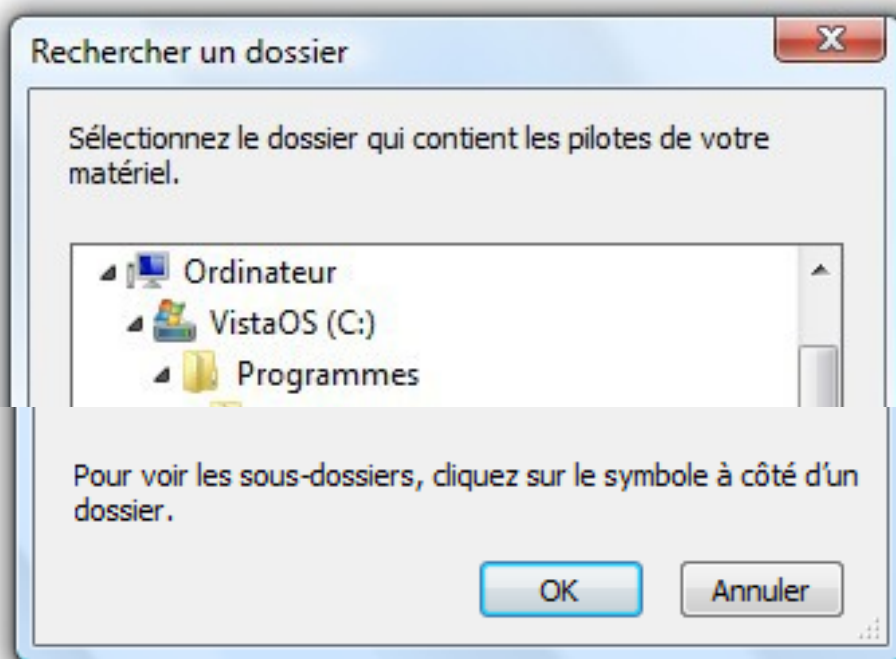 Rechercher un dossier
Sélectionnez le dossier qui contient les pilotes de votre
matériel.
Ordinateur
VistaOS (C:)
Programmes
Pour voir les sous-dossiers, cliquez sur le symbole à côté d'un
dossier.
OK Annuler